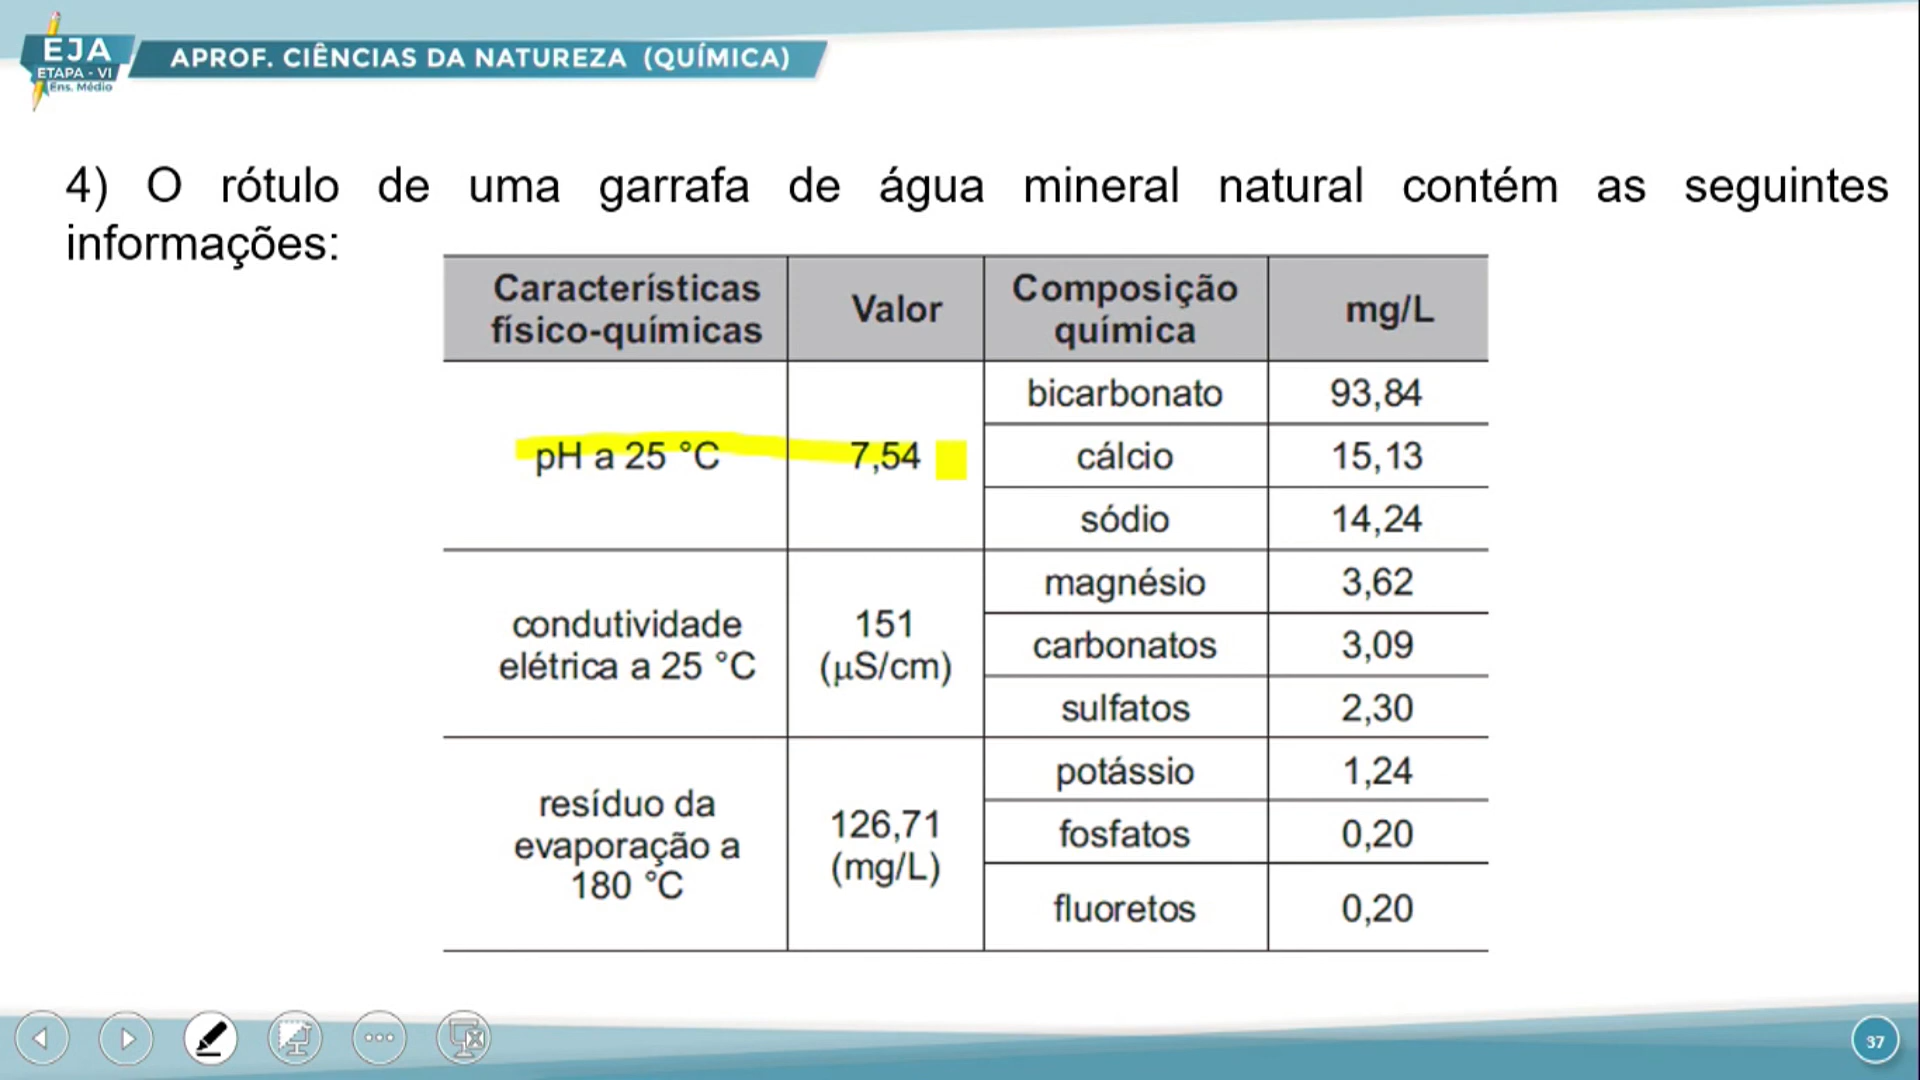 EJA
ETAPA - VI
Ens. Médio
APROF. CIÊNCIAS DA NATUREZA (QUÍMICA)
4) O rótulo de uma garrafa de água mineral natural contém as seguintes
informações:
Características
físico-químicas
Valor
Composição
química
mg/L
pH a 25 °C
7,54
bicarbonato
93,84
cálcio
15,13
sódio
14,24
condutividade
elétrica a 25 °C
151
(µS/cm)
magnésio
3,62
carbonatos
3,09
sulfatos
2,30
resíduo da
evaporação a
180 °C
126,71
(mg/L)
potássio
1,24
fosfatos
0,20
fluoretos
0,20
37